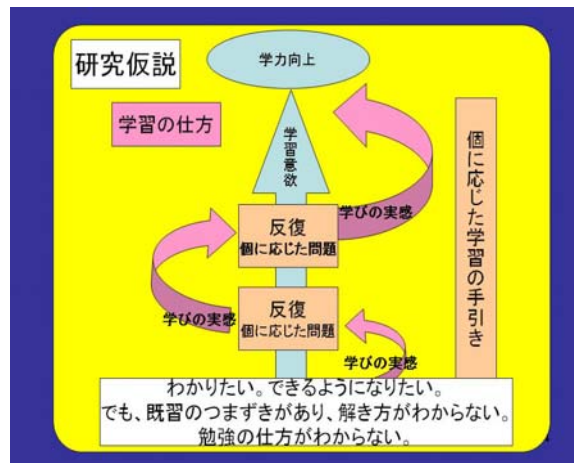 研究仮説
学力向上
学習の仕方
学習意欲
個に応じた学習の手引き
学びの実感
反復
個に応じた問題
学びの実感
反復
個に応じた問題
学びの実感
わかりたい。できるようになりたい。
でも、既習のつまずきがあり、解き方がわからない。
勉強の仕方がわからない。